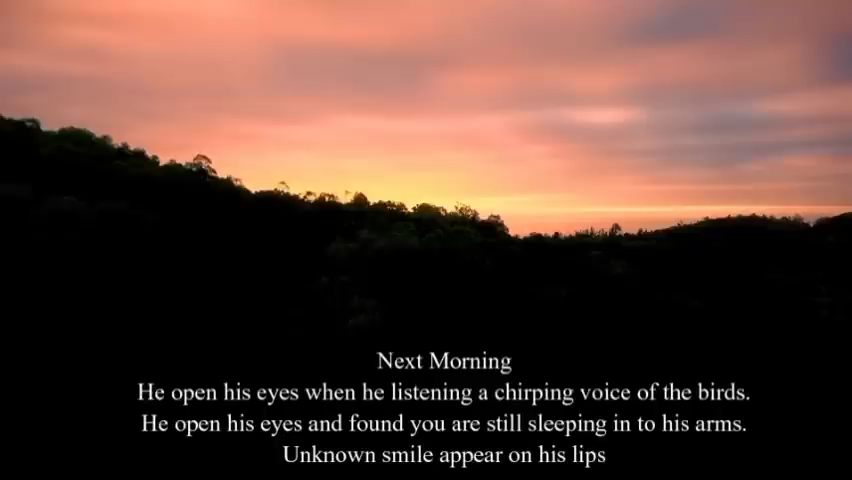 Next Morning
He open his eyes when he listening a chirping voice of the birds.
He open his eyes and found you are still sleeping in to his arms.
Unknown smile appear on his lips